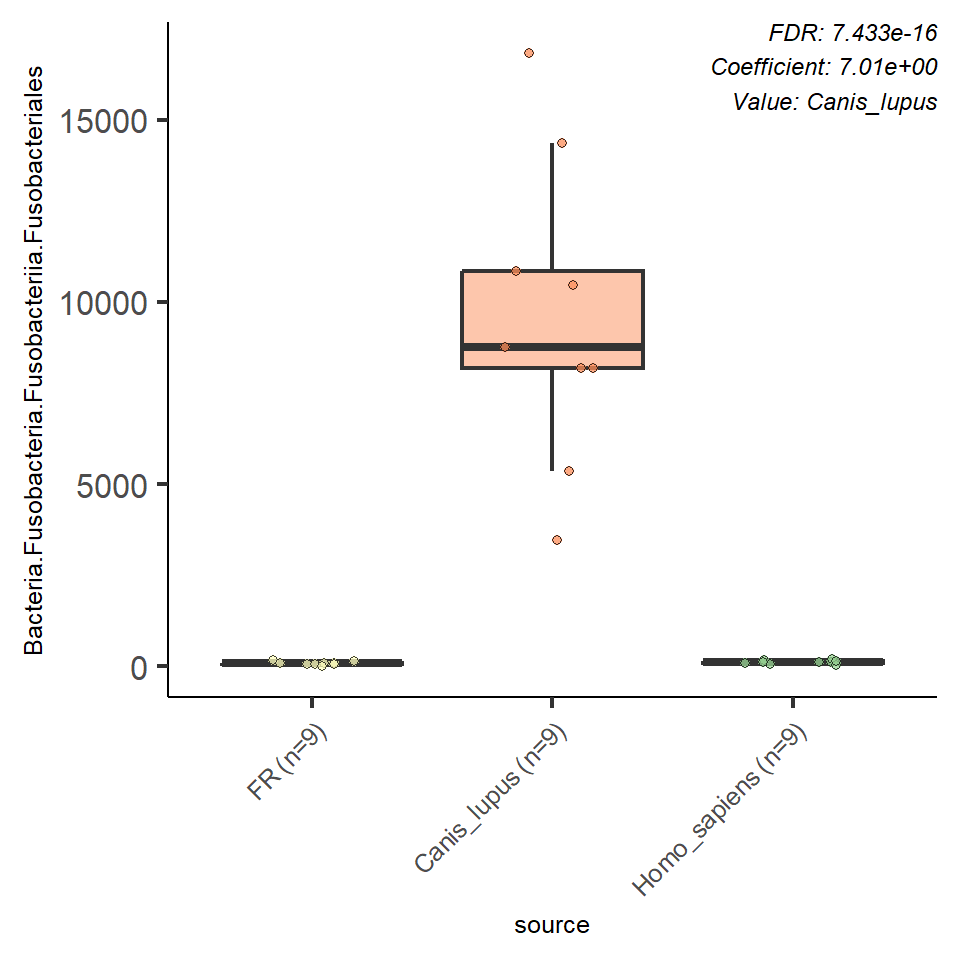 FDR: 7.433e-16
Coefficient: 7.01e+00
Value: Canis_lupus
Bacteria.Fusobacteria.Fusobacteriia.Fusobacteriales
15000
10000
5000
0
FR (n=9)
Canis_lupus (n=9)
Homo_sapiens (n=9)
source